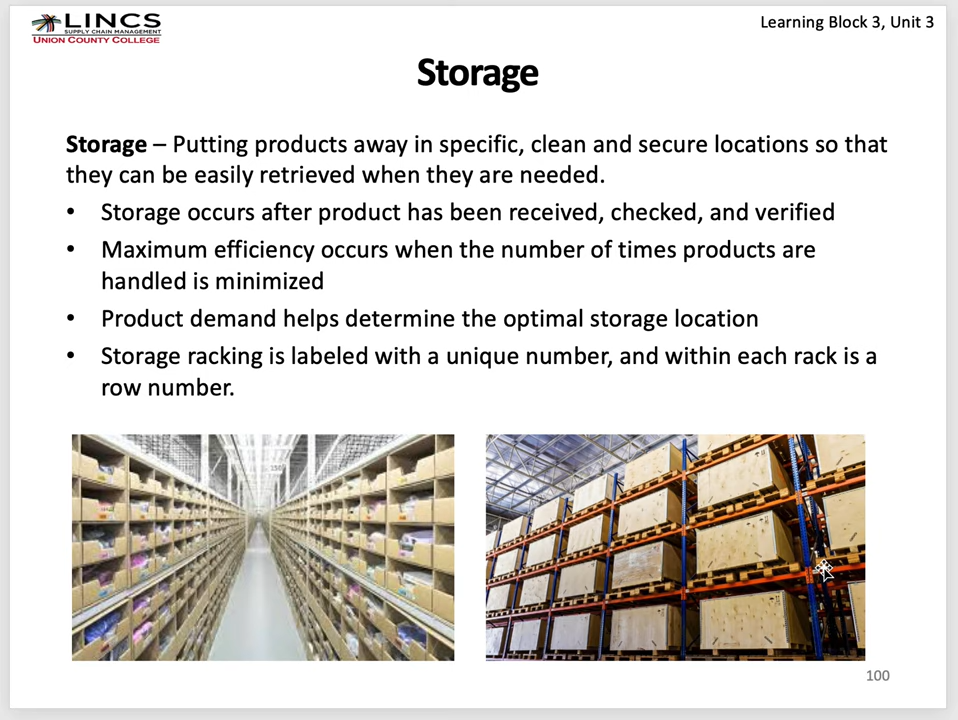 LINCS
SUPPLY CHAIN MANAGEMENT
UNION COUNTY COLLEGE
Learning Block 3, Unit 3
Storage
Storage – Putting products away in specific, clean and secure locations so that
they can be easily retrieved when they are needed.
• Storage occurs after product has been received, checked, and verified
• Maximum efficiency occurs when the number of times products are
handled is minimized
• Product demand helps determine the optimal storage location
• Storage racking is labeled with a unique number, and within each rack is a
row number.
100